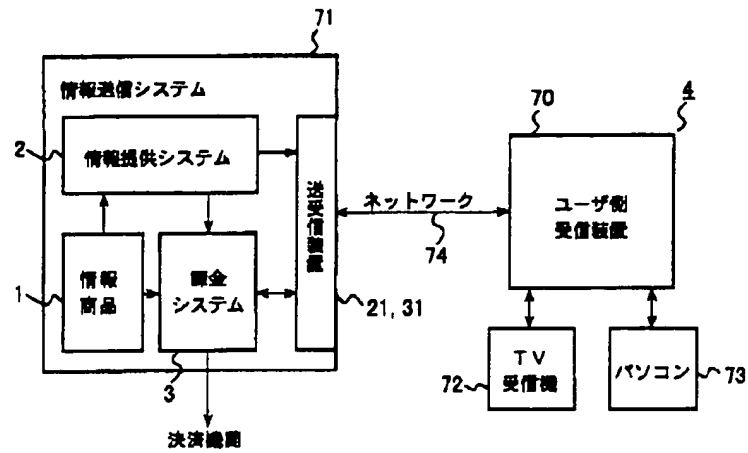 71
情報送信システム
2
情報提供システム
送受信装置
1
情報
商品
課金
システム
3
21, 31
決済機関
ネットワーク
74
4
70
ユーザ側
受信装置
72
TV
受信機
パソコン
73